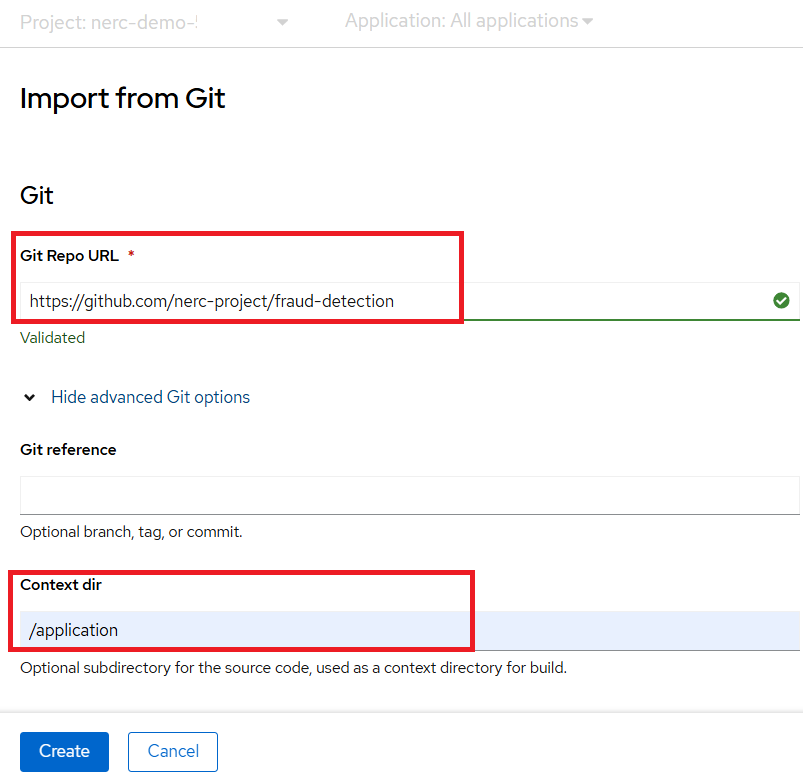 Project: nerc-demo-
Application: All applications
Import from Git
Git
Git Repo URL *
https://github.com/nerc-project/fraud-detection
Validated
Hide advanced Git options
Git reference
Optional branch, tag, or commit.
Context dir
/application
Optional subdirectory for the source code, used as a context directory for build.
Create
Cancel